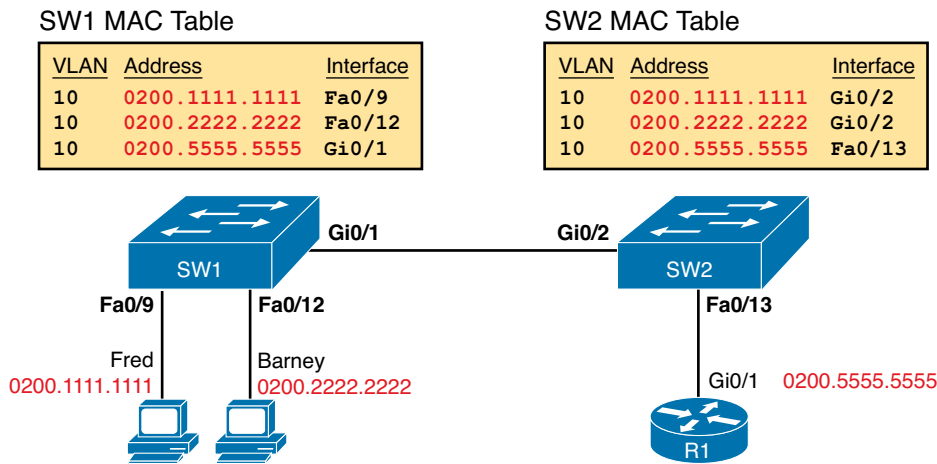 SW1 MAC Table
SW2 MAC Table
VLAN Address Interface
10 0200.1111.1111 Fa0/9
10 0200.2222.2222 Fa0/12
10 0200.5555.5555 Gi0/1
VLAN Address Interface
10 0200.1111.1111 Gi0/2
10 0200.2222.2222 Gi0/2
10 0200.5555.5555 Fa0/13
Gi0/1
Gi0/2
SW1
SW2
Fa0/9
Fa0/12
Fa0/13
Fred
0200.1111.1111
Barney
0200.2222.2222
Gi0/1 0200.5555.5555
R1